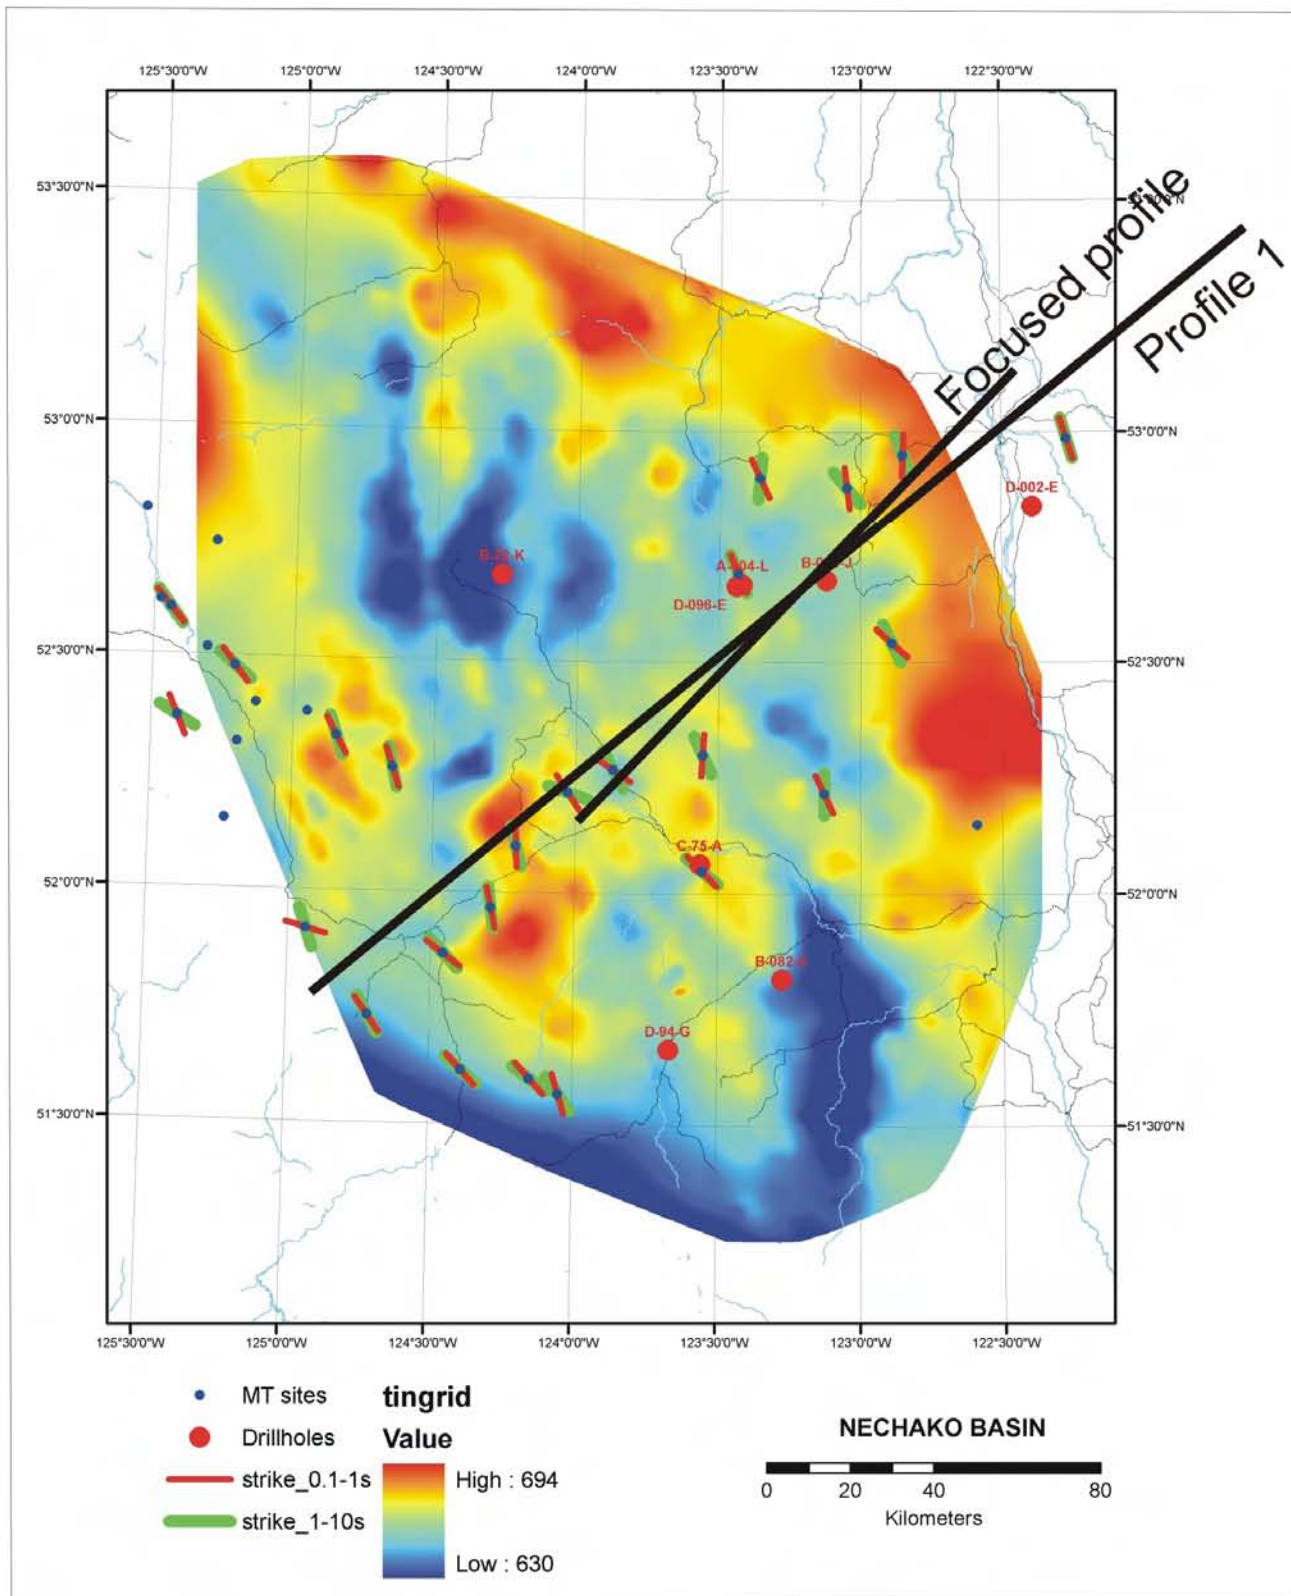 125°30'0"W 125°0'0"W 124°30'0"W 124°0'0"W 123°30'0"W 123°0'0"W 122°30'0"W
53°30'0"N
Focused profile
Profile 1
53°0'0"N 53°0'0"N
D-002-E
A-004-L
D-096-E
52°30'0"N 52°30'0"N
C-75-A
52°0'0"N 52°0'0"N
D-94-G
51°30'0"N 51°30'0"N
125°30'0"W 125°0'0"W 124°30'0"W 124°0'0"W 123°30'0"W 123°0'0"W 122°30'0"W
MT sites
Drillholes
strike_0.1-1s
strike_1-10s
tingrid
Value
High : 694
Low : 630
NECHAKO BASIN
0 20 40 80
Kilometers